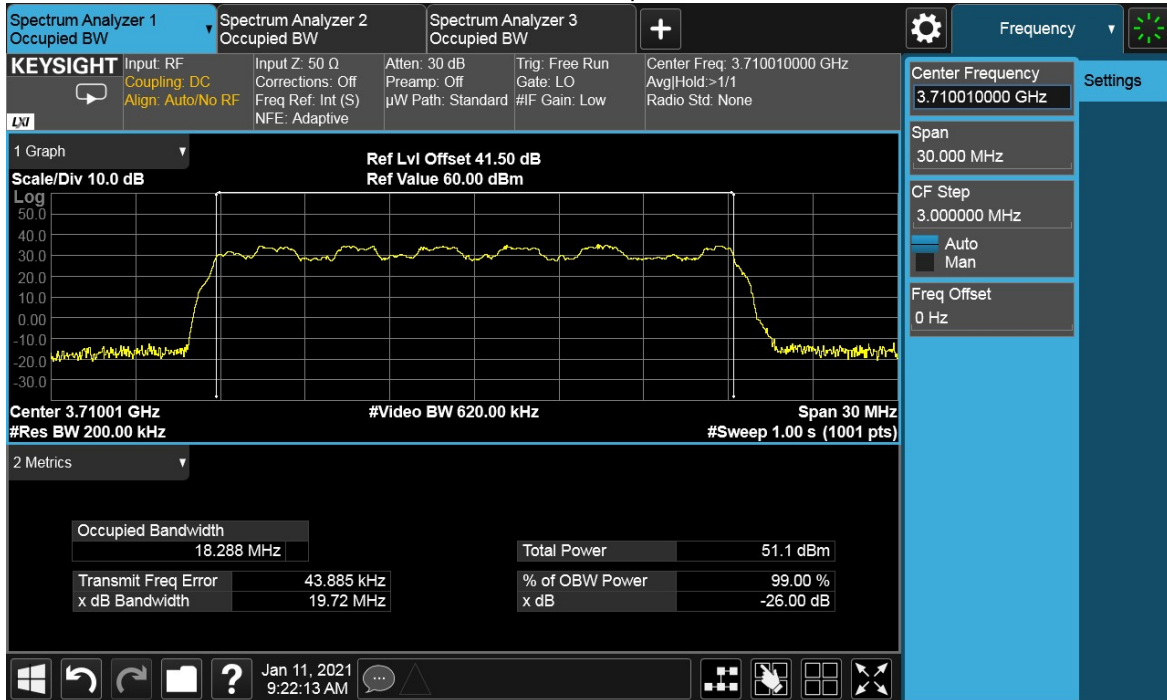 Spectrum Analyzer 1
Occupied BW
Spectrum Analyzer 2
Occupied BW
Spectrum Analyzer 3
Occupied BW
+
Frequency
KEYSIGHT
LXI
Input: RF
Coupling: DC
Align: Auto/No RF
Input Z: 50 Ω
Corrections: Off
Freq Ref: Int (S)
NFE: Adaptive
Atten: 30 dB
Preamp: Off
µW Path: Standard
Trig: Free Run
Gate: LO
#IF Gain: Low
Center Freq: 3.710010000 GHz
Avg|Hold:>1/1
Radio Std: None
Center Frequency
3.710010000 GHz
Settings
Span
30.000 MHz
CF Step
3.000000 MHz
Auto
Man
Freq Offset
0 Hz
1 Graph
Scale/Div 10.0 dB
Ref Lvl Offset 41.50 dB
Ref Value 60.00 dBm
Log
50.0
40.0
30.0
20.0
10.0
0.00
-10.0
-20.0
-30.0
Center 3.71001 GHz
#Video BW 620.00 kHz
Span 30 MHz
#Res BW 200.00 kHz
#Sweep 1.00 s (1001 pts)
2 Metrics
Occupied Bandwidth
18.288 MHz
Total Power 51.1 dBm
Transmit Freq Error 43.885 kHz
% of OBW Power 99.00 %
x dB Bandwidth 19.72 MHz
x dB -26.00 dB
?
Jan 11, 2021
9:22:13 AM